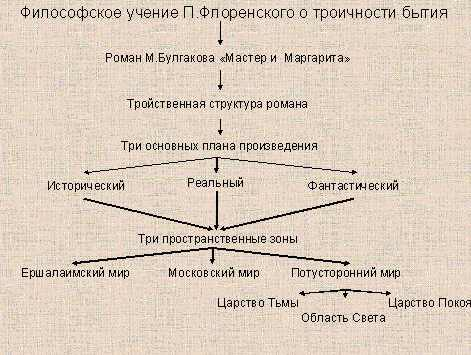 Философское учение П.Флоренского о троичности бытия
Роман М.Булгакова «Мастер и Маргарита»
Тройственная структура романа
Три основных плана произведения
Исторический Реальный Фантастический
Три пространственные зоны
Ершалаимский мир Московский мир Потусторонний мир
Царство Тьмы Царство Покоя
Область Света